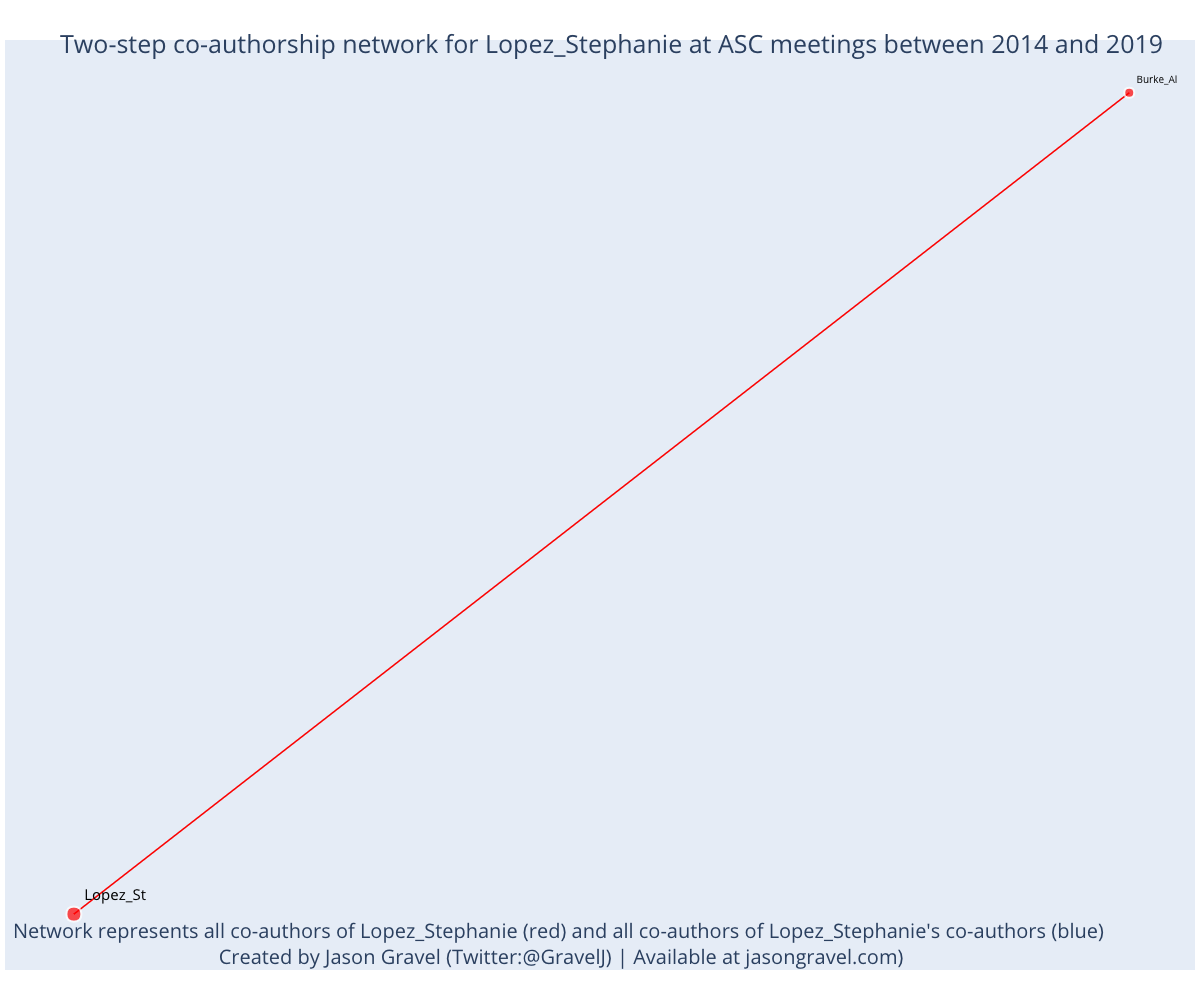 Two-step co-authorship network for Lopez_Stephanie at ASC meetings between 2014 and 2019
Burke_Al
Lopez_St
Network represents all co-authors of Lopez_Stephanie (red) and all co-authors of Lopez_Stephanie's co-authors (blue)
Created by Jason Gravel (Twitter:@GravelJ) | Available at jasongravel.com)